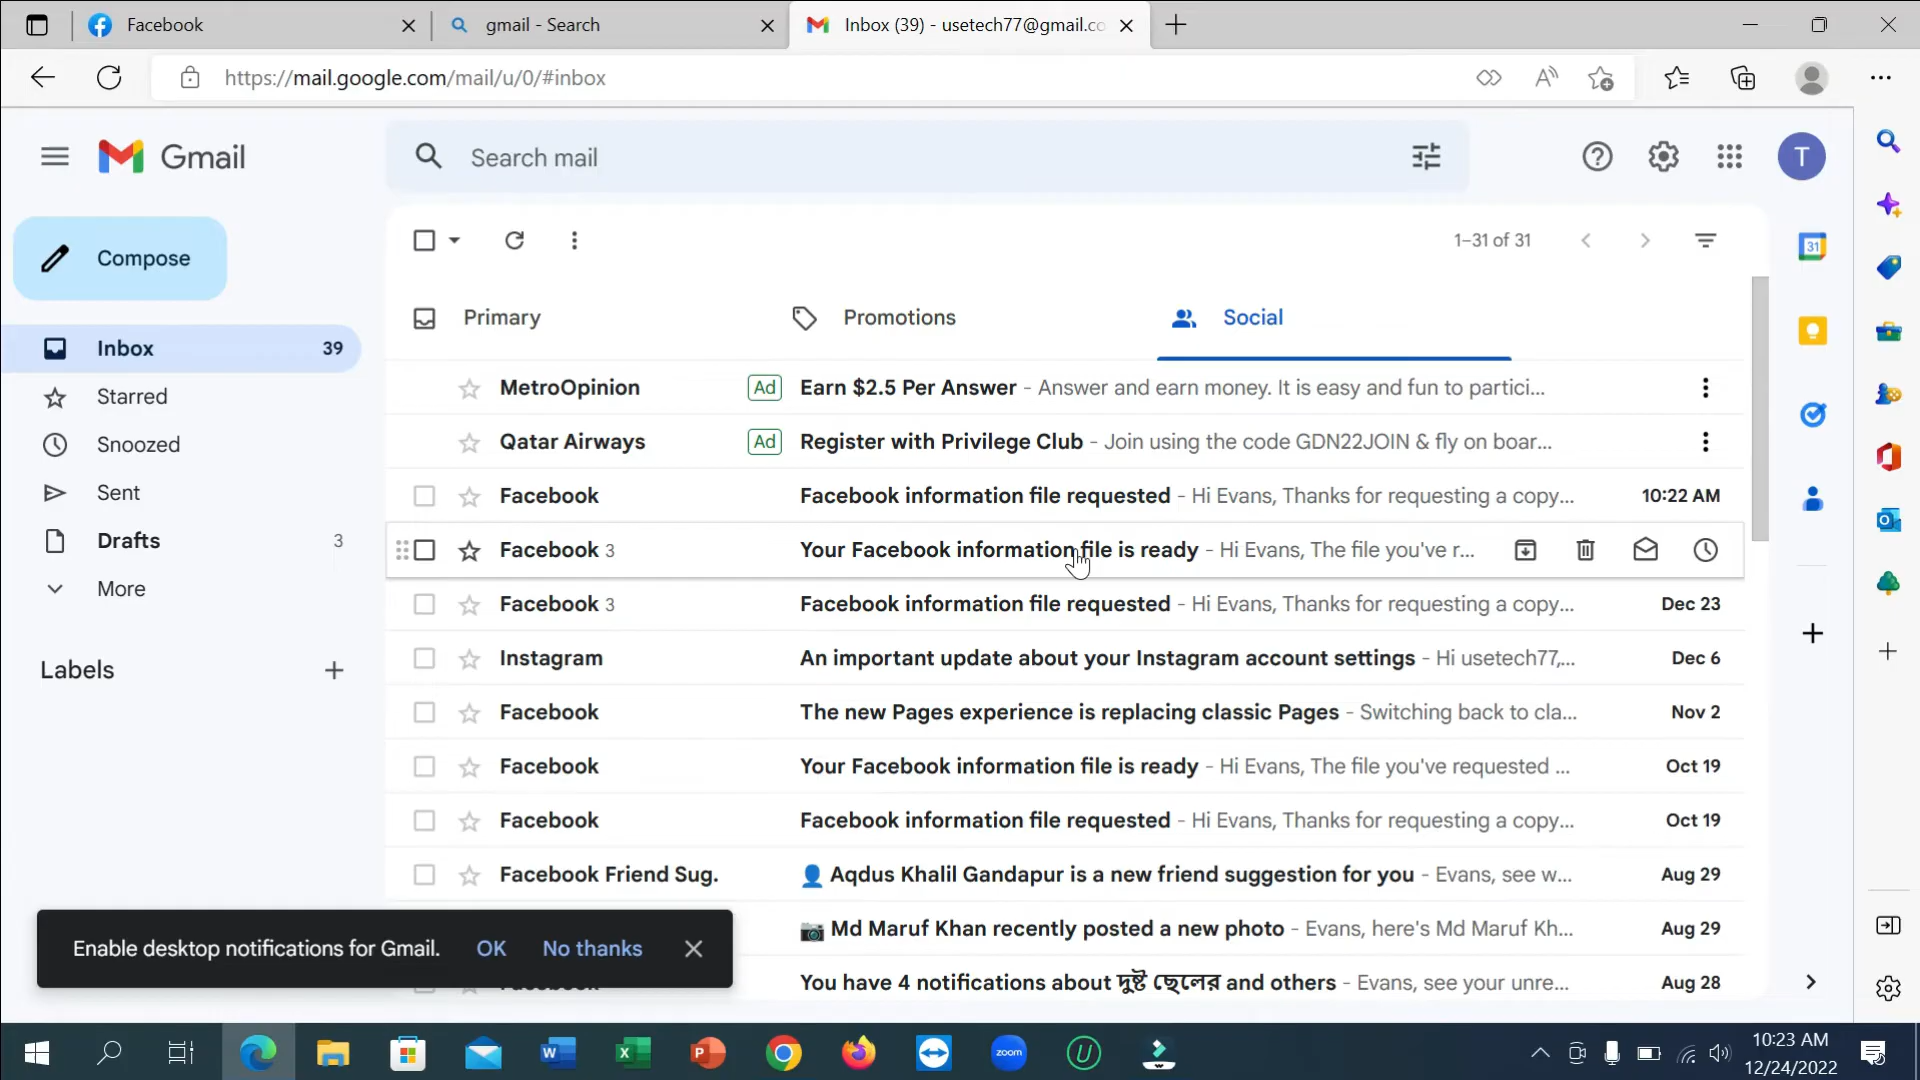 Facebook
gmail - Search
Inbox (39) - usetech77@gmail.co
https://mail.google.com/mail/u/0/#inbox
Gmail
Search mail
T
Compose
1–31 of 31
31
Primary
Promotions
Social
Inbox 39
Starred
Snoozed
Sent
Drafts 3
More
Labels
MetroOpinion Ad Earn $2.5 Per Answer - Answer and earn money. It is easy and fun to partici...
Qatar Airways Ad Register with Privilege Club - Join using the code GDN22JOIN & fly on boar...
Facebook Facebook information file requested - Hi Evans, Thanks for requesting a copy... 10:22 AM
Facebook 3 Your Facebook information file is ready - Hi Evans, The file you've r...
Facebook 3 Facebook information file requested - Hi Evans, Thanks for requesting a copy... Dec 23
Instagram An important update about your Instagram account settings - Hi usetech77,... Dec 6
Facebook The new Pages experience is replacing classic Pages - Switching back to cla... Nov 2
Facebook Your Facebook information file is ready - Hi Evans, The file you've requested ... Oct 19
Facebook Facebook information file requested - Hi Evans, Thanks for requesting a copy... Oct 19
Facebook Friend Sug. Aqdus Khalil Gandapur is a new friend suggestion for you - Evans, see w... Aug 29
Md Maruf Khan recently posted a new photo - Evans, here's Md Maruf Kh... Aug 29
You have 4 notifications about দুষ্ট ছেলের and others - Evans, see your unre... Aug 28
Enable desktop notifications for Gmail. OK No thanks
zoom
10:23 AM
12/24/2022